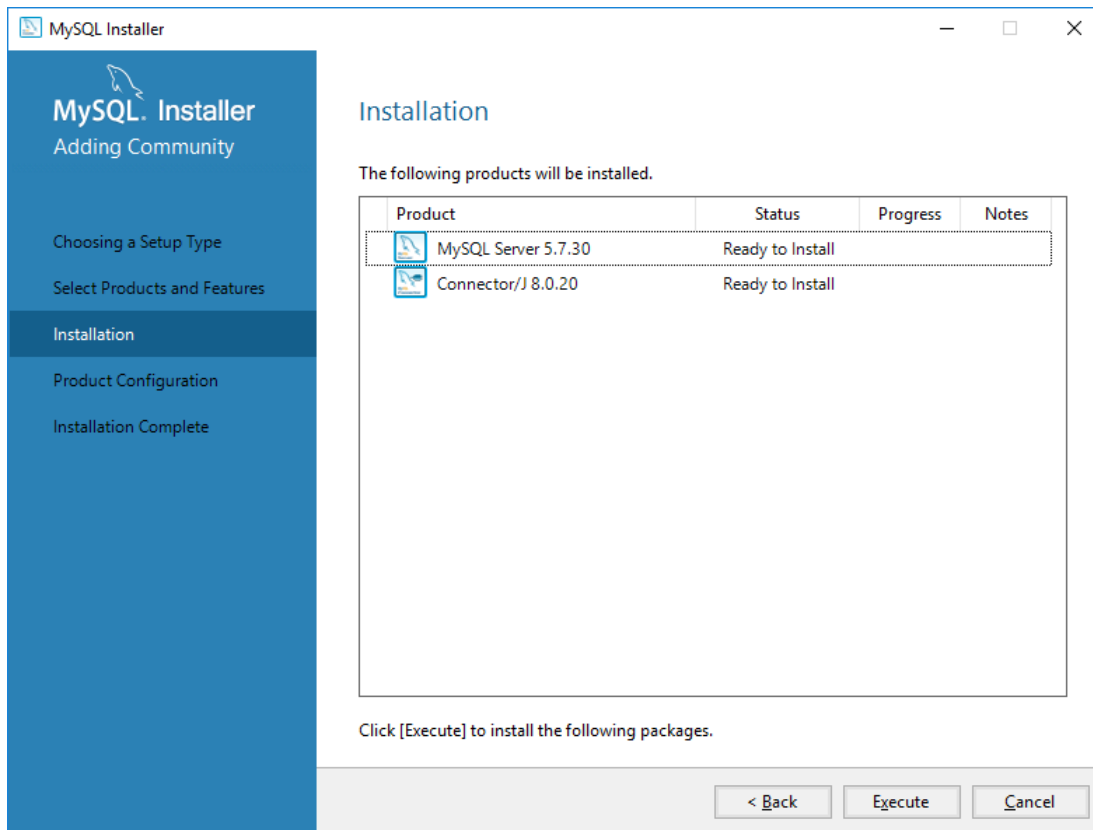 MySQL Installer
MySQL. Installer
Adding Community
Choosing a Setup Type
Select Products and Features
Installation
Product Configuration
Installation Complete
Installation
The following products will be installed.
Product Status Progress Notes
MySQL Server 5.7.30 Ready to Install
Connector/J 8.0.20 Ready to Install
Click [Execute] to install the following packages.
< Back Execute Cancel